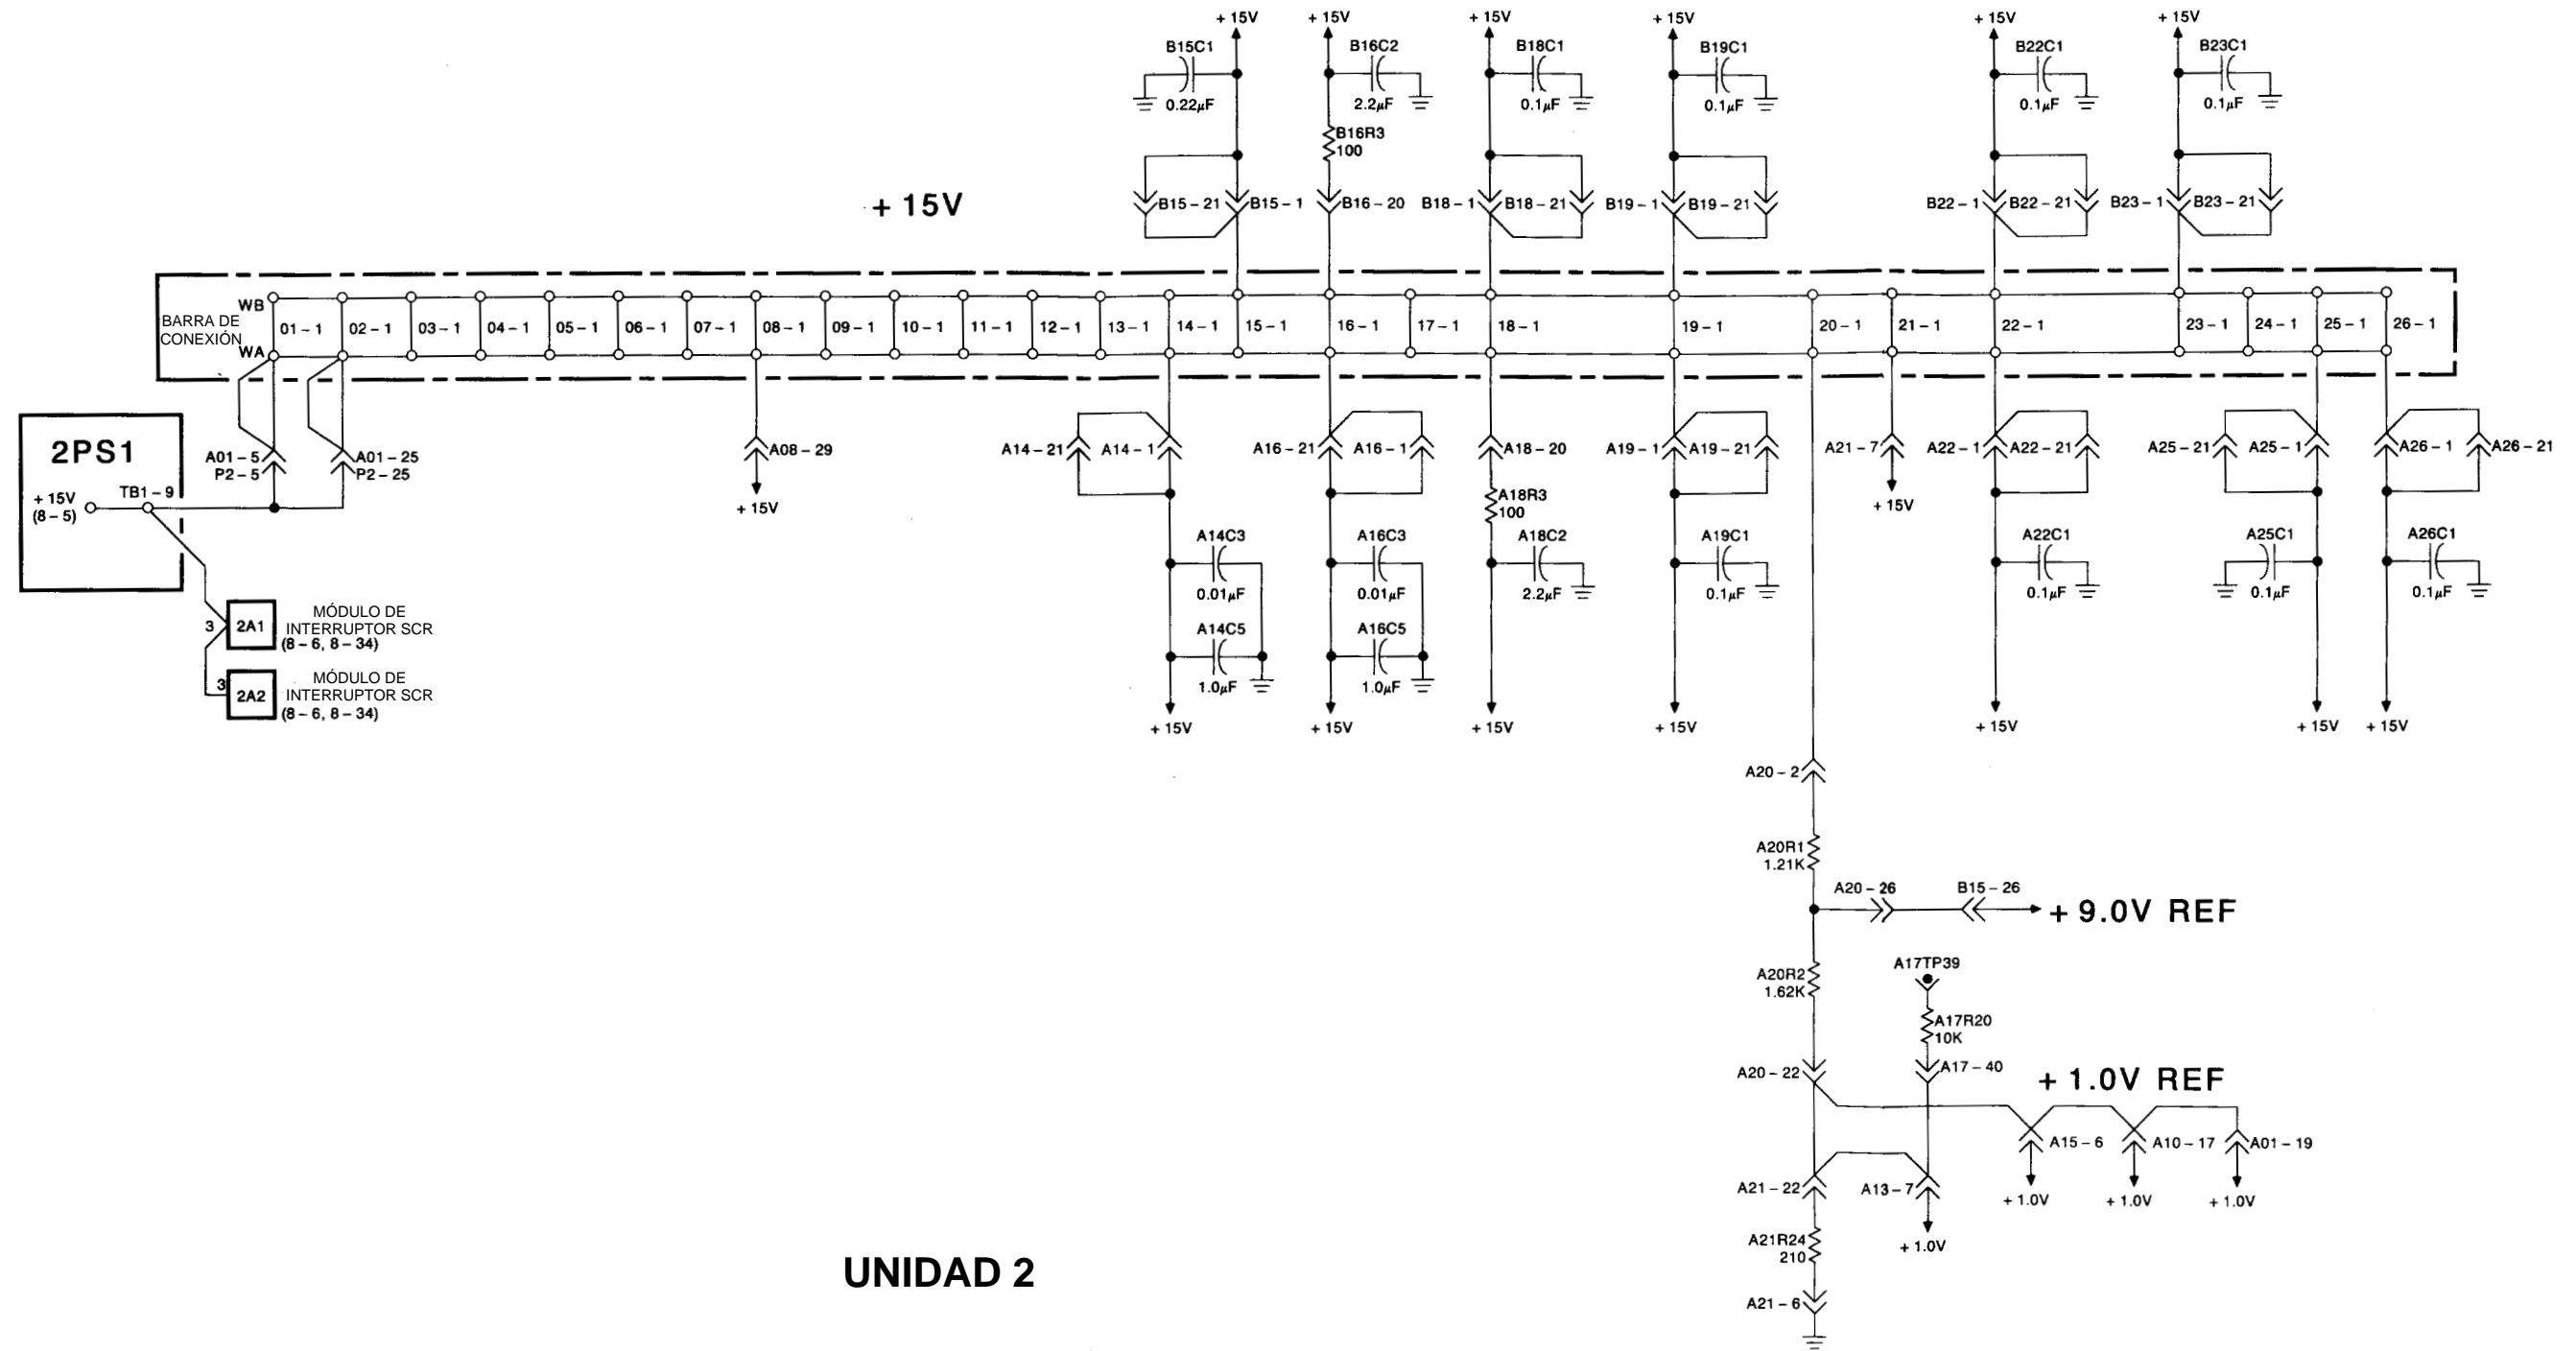 + 15V + 15V + 15V + 15V + 15V + 15V
B15C1 B16C2 B18C1 B19C1 B22C1 B23C1
0.22µF 2.2µF 0.1µF 0.1µF 0.1µF 0.1µF
B16R3
100
+ 15V
B15 – 21 B15 – 1 B16 – 20 B18 – 1 B18 – 21 B19 – 1 B19 – 21 B22 – 1 B22 – 21 B23 – 1 B23 – 21
WB
BARRA DE
CONEXIÓN
WA
01 – 1 02 – 1 03 – 1 04 – 1 05 – 1 06 – 1 07 – 1 08 – 1 09 – 1 10 – 1 11 – 1 12 – 1 13 – 1 14 – 1 15 – 1 16 – 1 17 – 1 18 – 1 19 – 1 20 – 1 21 – 1 22 – 1 23 – 1 24 – 1 25 – 1 26 – 1
2PS1
+ 15V
(8 – 5)
TB1 – 9
A01 – 5
P2 – 5
A01 – 25
P2 – 25
A08 – 29
+ 15V
A14 – 21 A14 – 1 A16 – 21 A16 – 1 A18 – 20 A19 – 1 A19 – 21 A21 – 7 A22 – 1 A22 – 21 A25 – 21 A25 – 1 A26 – 1 A26 – 21
A18R3
100
+ 15V
A14C3 A16C3 A18C2 A19C1 A22C1 A25C1 A26C1
0.01µF 0.01µF 2.2µF 0.1µF 0.1µF 0.1µF 0.1µF
A14C5 A16C5
1.0µF 1.0µF
+ 15V + 15V + 15V + 15V + 15V + 15V + 15V
3 2A1
MÓDULO DE
INTERRUPTOR SCR
(8 – 6, 8 – 34)
3 2A2
MÓDULO DE
INTERRUPTOR SCR
(8 – 6, 8 – 34)
A20 – 2
A20R1
1.21K
A20 – 26 B15 – 26
+ 9.0V REF
A20R2
1.62K
A17TP39
A17R20
10K
A20 – 22
A17 – 40
+ 1.0V REF
A15 – 6 A10 – 17 A01 – 19
+ 1.0V + 1.0V + 1.0V
A21 – 22 A13 – 7
+ 1.0V
A21R24
210
A21 – 6
UNIDAD 2